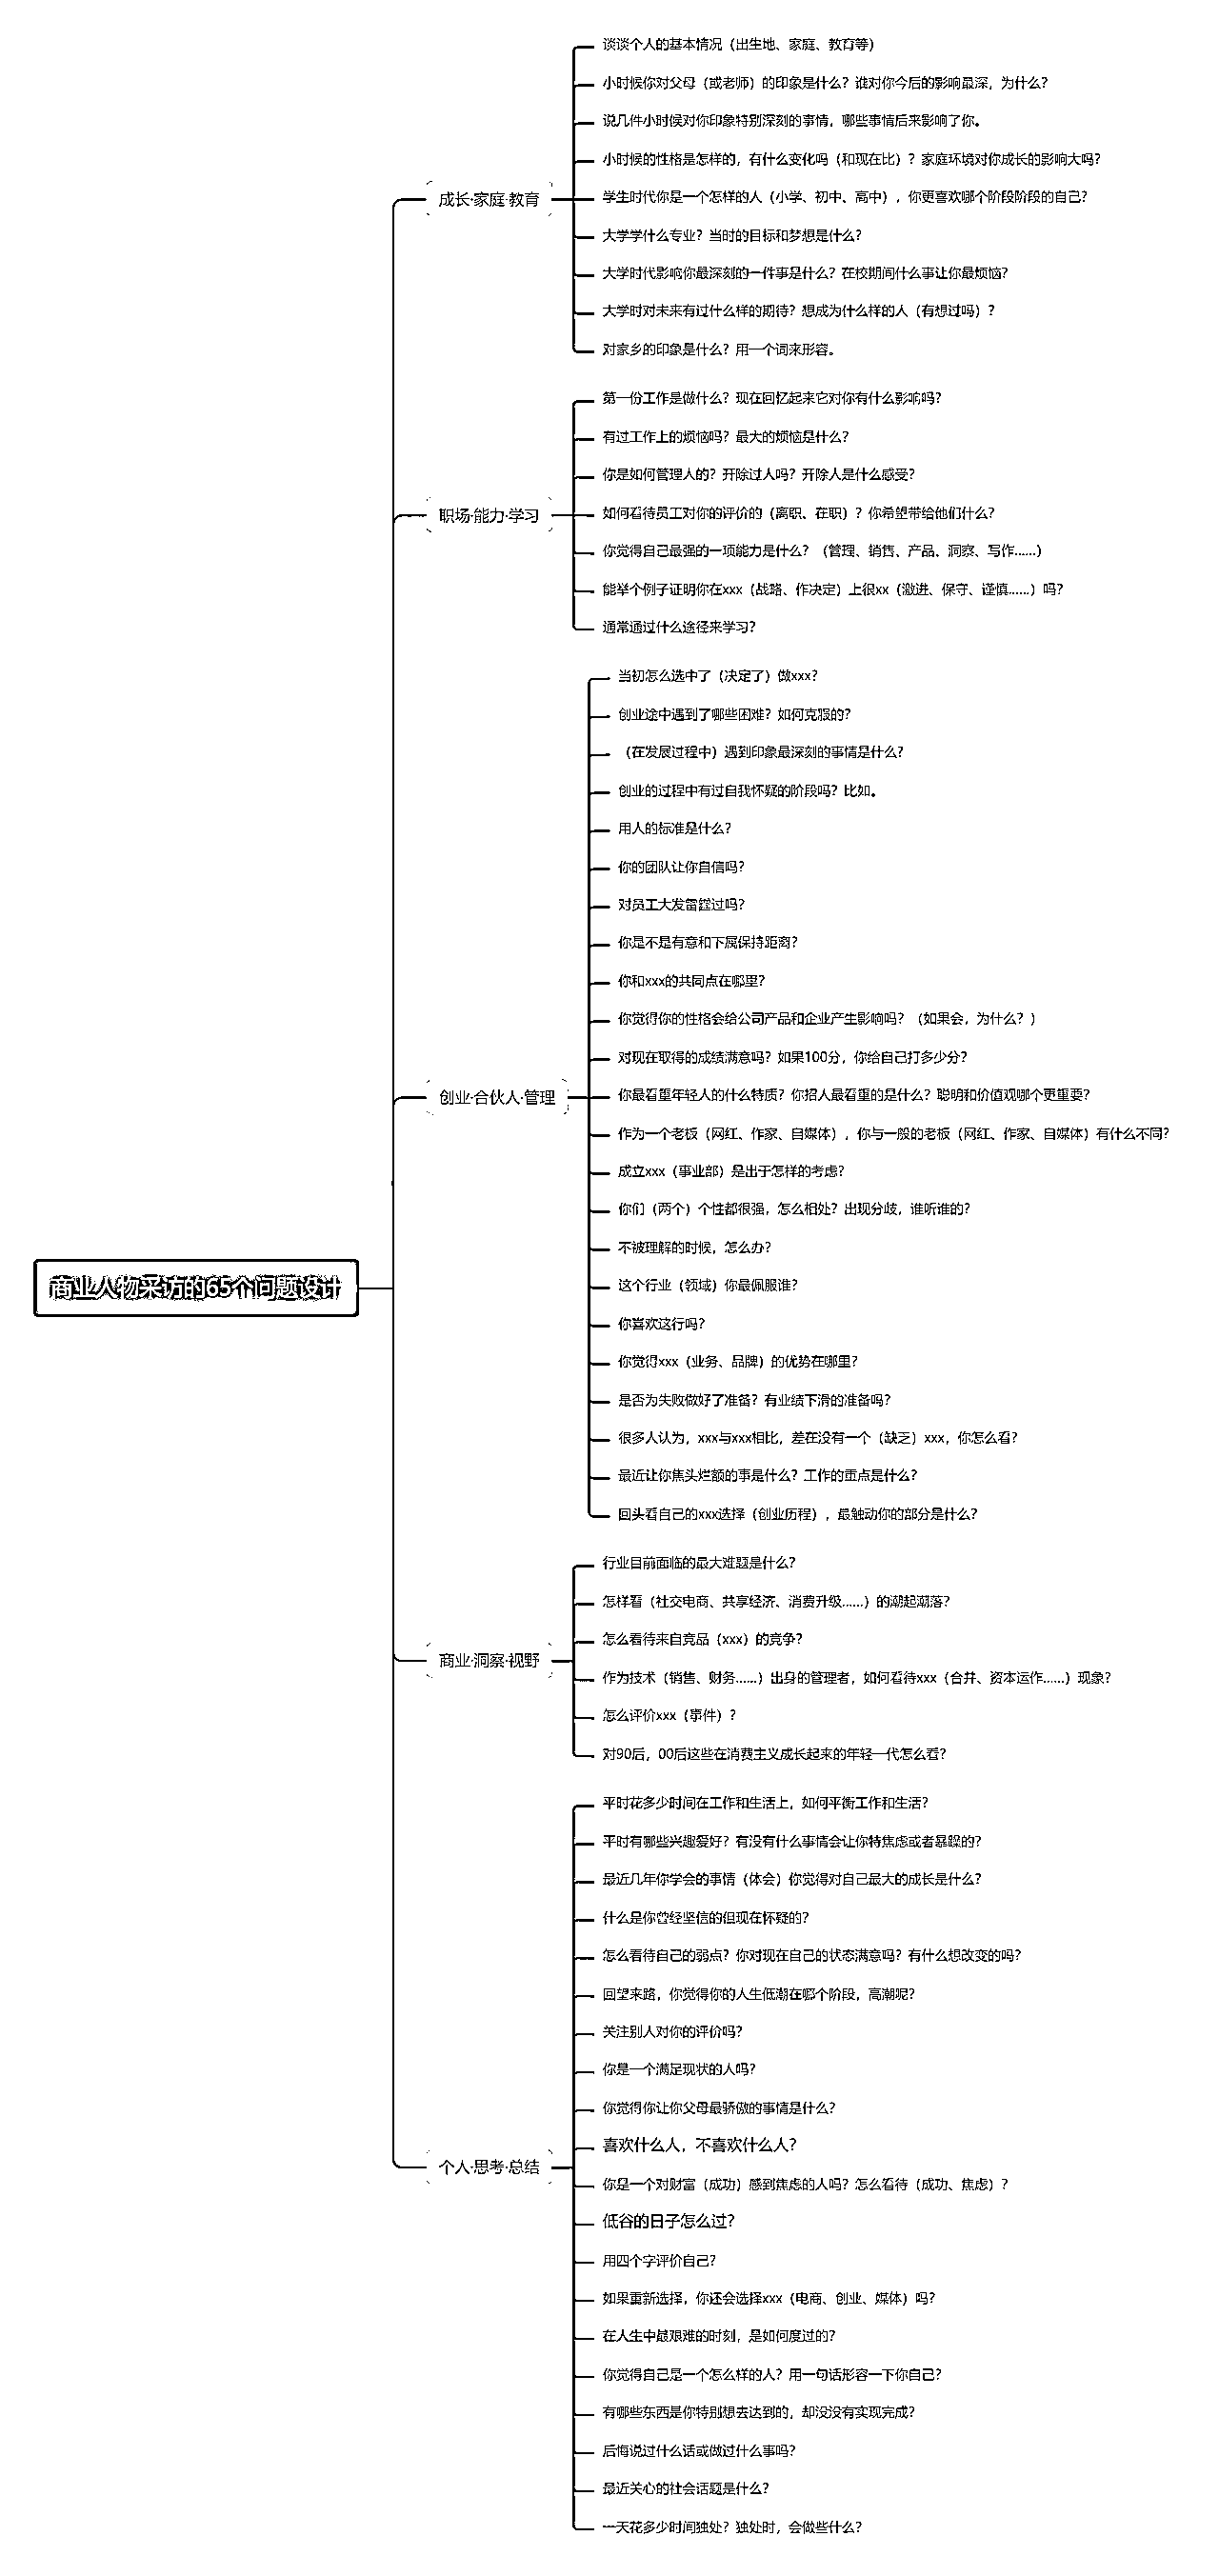 商业人物采访的65个问题设计
成长·家庭·教育
谈谈个人的基本情况（出生地、家庭、教育等）
小时候你对父母（或老师）的印象是什么？谁对你今后的影响最深，为什么？
说几件小时候对你印象特别深刻的事情，哪些事情后来影响了你。
小时候的性格是怎样的，有什么变化吗（和现在比）？家庭环境对你成长的影响大吗？
学生时代你是一个怎样的人（小学、初中、高中），你更喜欢哪个阶段阶段的自己？
大学学什么专业？当时的目标和梦想是什么？
大学时代影响你最深刻的一件事是什么？在校期间什么事让你最烦恼？
大学时对未来有过什么样的期待？想成为什么样的人（有想过吗）？
对家乡的印象是什么？用一个词来形容。
职场·能力·学习
第一份工作是做什么？现在回忆起来它对你有什么影响吗？
有过工作上的烦恼吗？最大的烦恼是什么？
你是如何管理人的？开除过人吗？开除人是什么感受？
如何看待员工对你的评价的（离职、在职）？你希望带给他们什么？
你觉得自己最强的一项能力是什么？（管理、销售、产品、洞察、写作……）
能举个例子证明你在xxx（战略、作决定）上很xx（激进、保守、谨慎……）吗？
通常通过什么途径来学习？
创业·合伙人·管理
当初怎么选中了（决定了）做xxx？
创业途中遇到了哪些困难？如何克服的？
（在发展过程中）遇到印象最深刻的事情是什么？
创业的过程中有过自我怀疑的阶段吗？比如。
用人的标准是什么？
你的团队让你自信吗？
对员工大发雷霆过吗？
你是不是有意和下属保持距离？
你和xxx的共同点在哪里？
你觉得你的性格会给公司产品和企业产生影响吗？（如果会，为什么？）
对现在取得的成绩满意吗？如果100分，你给自己打多少分？
你最看重年轻人的什么特质？你招人最看重的是什么？聪明和价值观哪个更重要？
作为一个老板（网红、作家、自媒体），你与一般的老板（网红、作家、自媒体）有什么不同？
成立xxx（事业部）是出于怎样的考虑？
你们（两个）个性都很强，怎么相处？出现分歧，谁听谁的？
不被理解的时候，怎么办？
这个行业（领域）你最佩服谁？
你喜欢这行吗？
你觉得xxx（业务、品牌）的优势在哪里？
是否为失败做好了准备？有业绩下滑的准备吗？
很多人认为，xxx与xxx相比，差在没有一个（缺乏）xxx，你怎么看？
最近让你焦头烂额的事是什么？工作的重点是什么？
回头看自己的xxx选择（创业历程），最触动你的部分是什么？
商业·洞察·视野
行业目前面临的最大难题是什么？
怎样看（社交电商、共享经济、消费升级……）的潮起潮落？
怎么看待来自竞品（xxx）的竞争？
作为技术（销售、财务……）出身的管理者，如何看待xxx（合并、资本运作……）现象？
怎么评价xxx（事件）？
对90后，00后这些在消费主义成长起来的年轻一代怎么看？
个人·思考·总结
平时花多少时间在工作和生活上，如何平衡工作和生活？
平时有哪些兴趣爱好？有没有什么事情会让你特焦虑或者暴躁的？
最近几年你学会的事情（体会）你觉得对自己最大的成长是什么？
什么是你曾经坚信的但现在怀疑的？
怎么看待自己的弱点？你对现在自己的状态满意吗？有什么想改变的吗？
回望来路，你觉得你的人生低潮在哪个阶段，高潮呢？
关注别人对你的评价吗？
你是一个满足现状的人吗？
你觉得你让你父母最骄傲的事情是什么？
喜欢什么人，不喜欢什么人？
你是一个对财富（成功）感到焦虑的人吗？怎么看待（成功、焦虑）？
低谷的日子怎么过？
用四个字评价自己？
如果重新选择，你还会选择xxx（电商、创业、媒体）吗？
在人生中最艰难的时刻，是如何度过的？
你觉得自己是一个怎么样的人？用一句话形容一下你自己？
有哪些东西是你特别想去达到的，却没没有实现完成？
后悔说过什么话或做过什么事吗？
最近关心的社会话题是什么？
一天花多少时间独处？独处时，会做些什么？